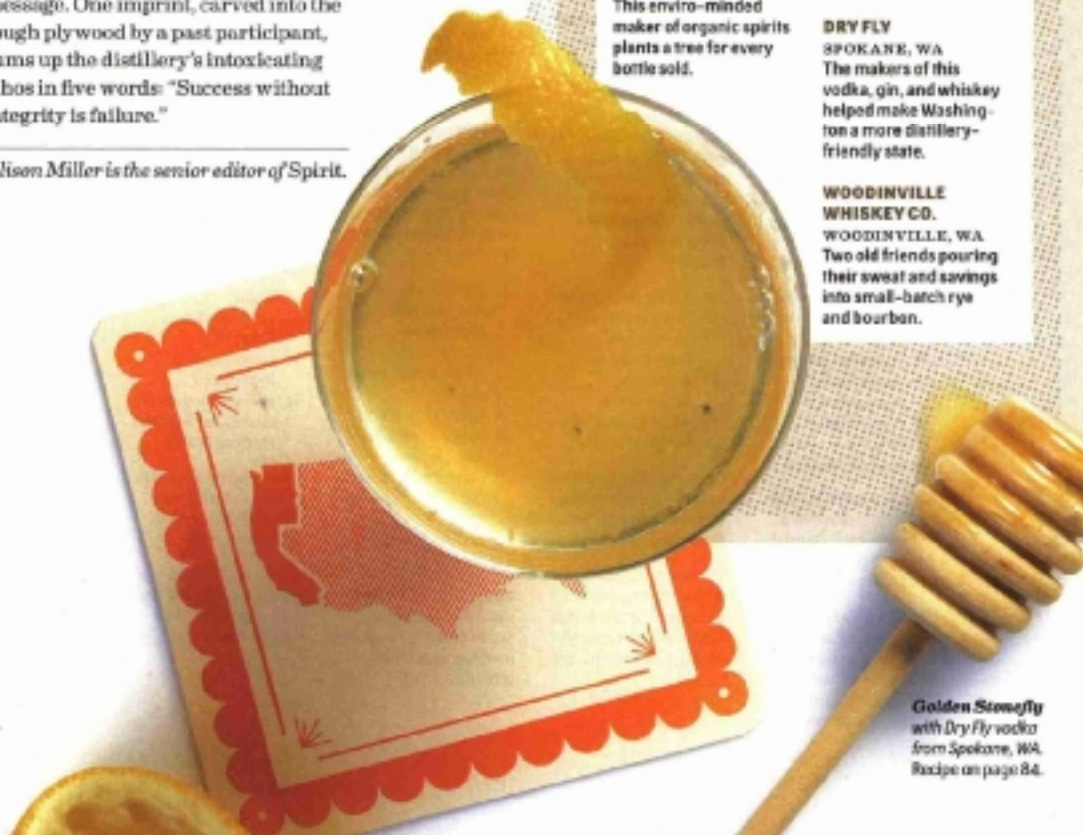 essage. One imprint, carved into the
ough plywood by a past participant,
ms up the distillery's intoxicating
hos in five words: "Success without
ntegrity is failure."
lison Miller is the senior editor of Spirit.
This enviro-minded
maker of organic spirits
plants a tree for every
bottle sold.
DRY FLY
SPOKANE, WA
The makers of this
vodka, gin, and whiskey
helped make Washing-
ton a more distillery-
friendly state.
WOODINVILLE
WHISKEY CO.
WOODINVILLE, WA
Two old friends pouring
their sweat and savings
into small-batch rye
and bourbon.
Golden Stonefly
with Dry Fly vodka
from Spokane, WA.
Recipe on page 84.